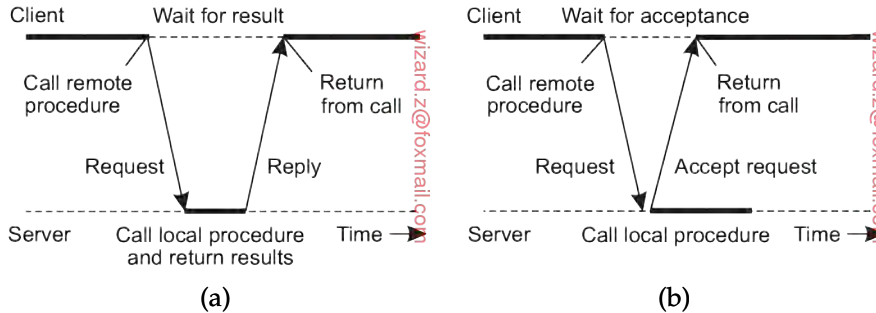 Client
Wait for result
Call remote
procedure
Return
from call
Request
Reply
Server
Call local procedure
and return results
Time
(a)
wizard.z@foxmail.com
Client
Wait for acceptance
Call remote
procedure
Return
from call
Request
Accept request
Server
Call local procedure
Time
(b)